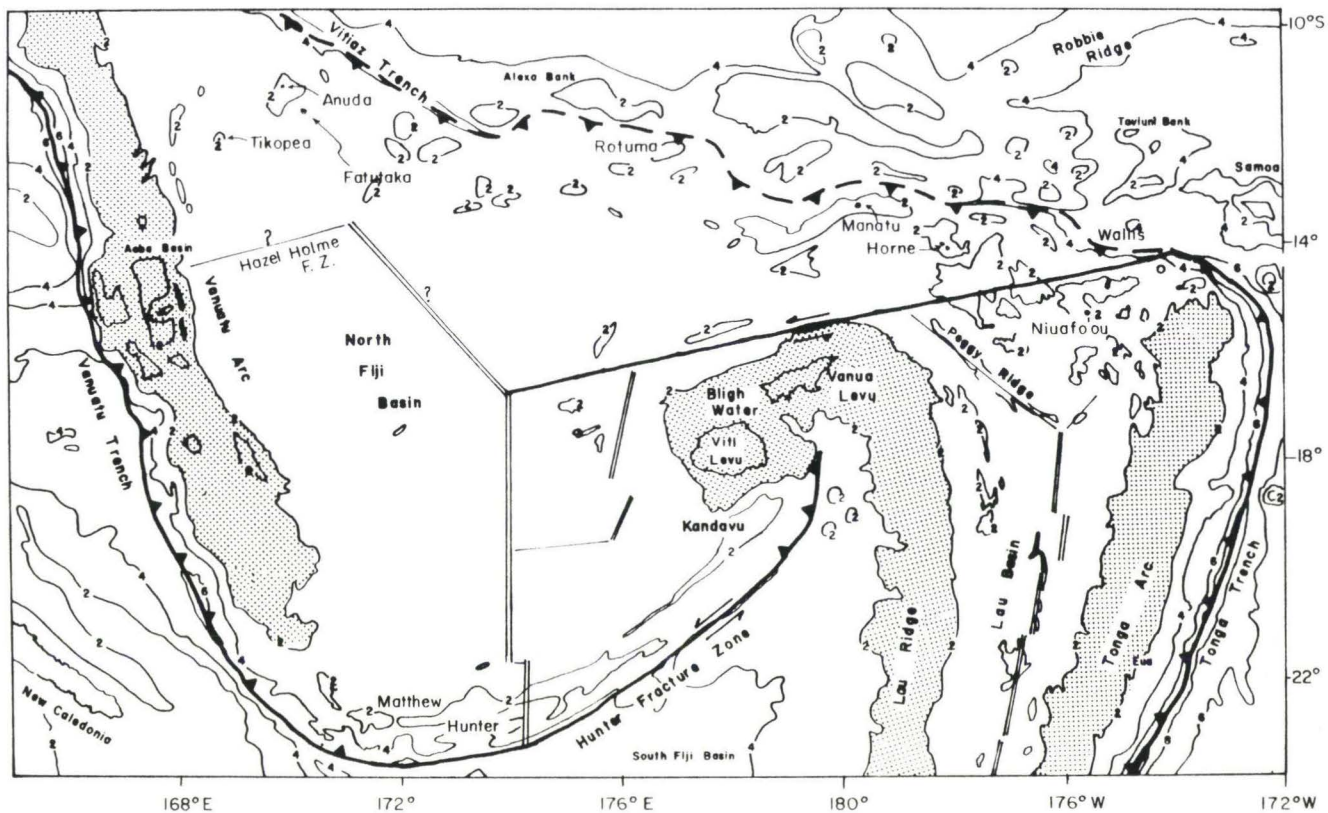 10°S
Robbie
Ridge
Vitiaz
Trench
Alexa Bank
Anuda
Taviuni Bank
Tikopea
Rotuma
Fatutaka
Samoa
Manatu
Horne
Wallis
14°
Aoba Basin
?
Hazel Holme
F. Z.
?
Vanuatu
Arc
North
Fiji
Basin
Niuafo'ou
Peggy
Ridge
Vanua
Levu
Bligh
Water
Viti
Levu
Vanuatu
Trench
18°
Kandavu
Lau Basin
Tonga Arc
Tonga Trench
Eua
Lau Ridge
Hunter Fracture Zone
22°
Matthew
Hunter
New Caledonia
South Fiji Basin
168°E
172°
176°E
180°
176°W
172°W